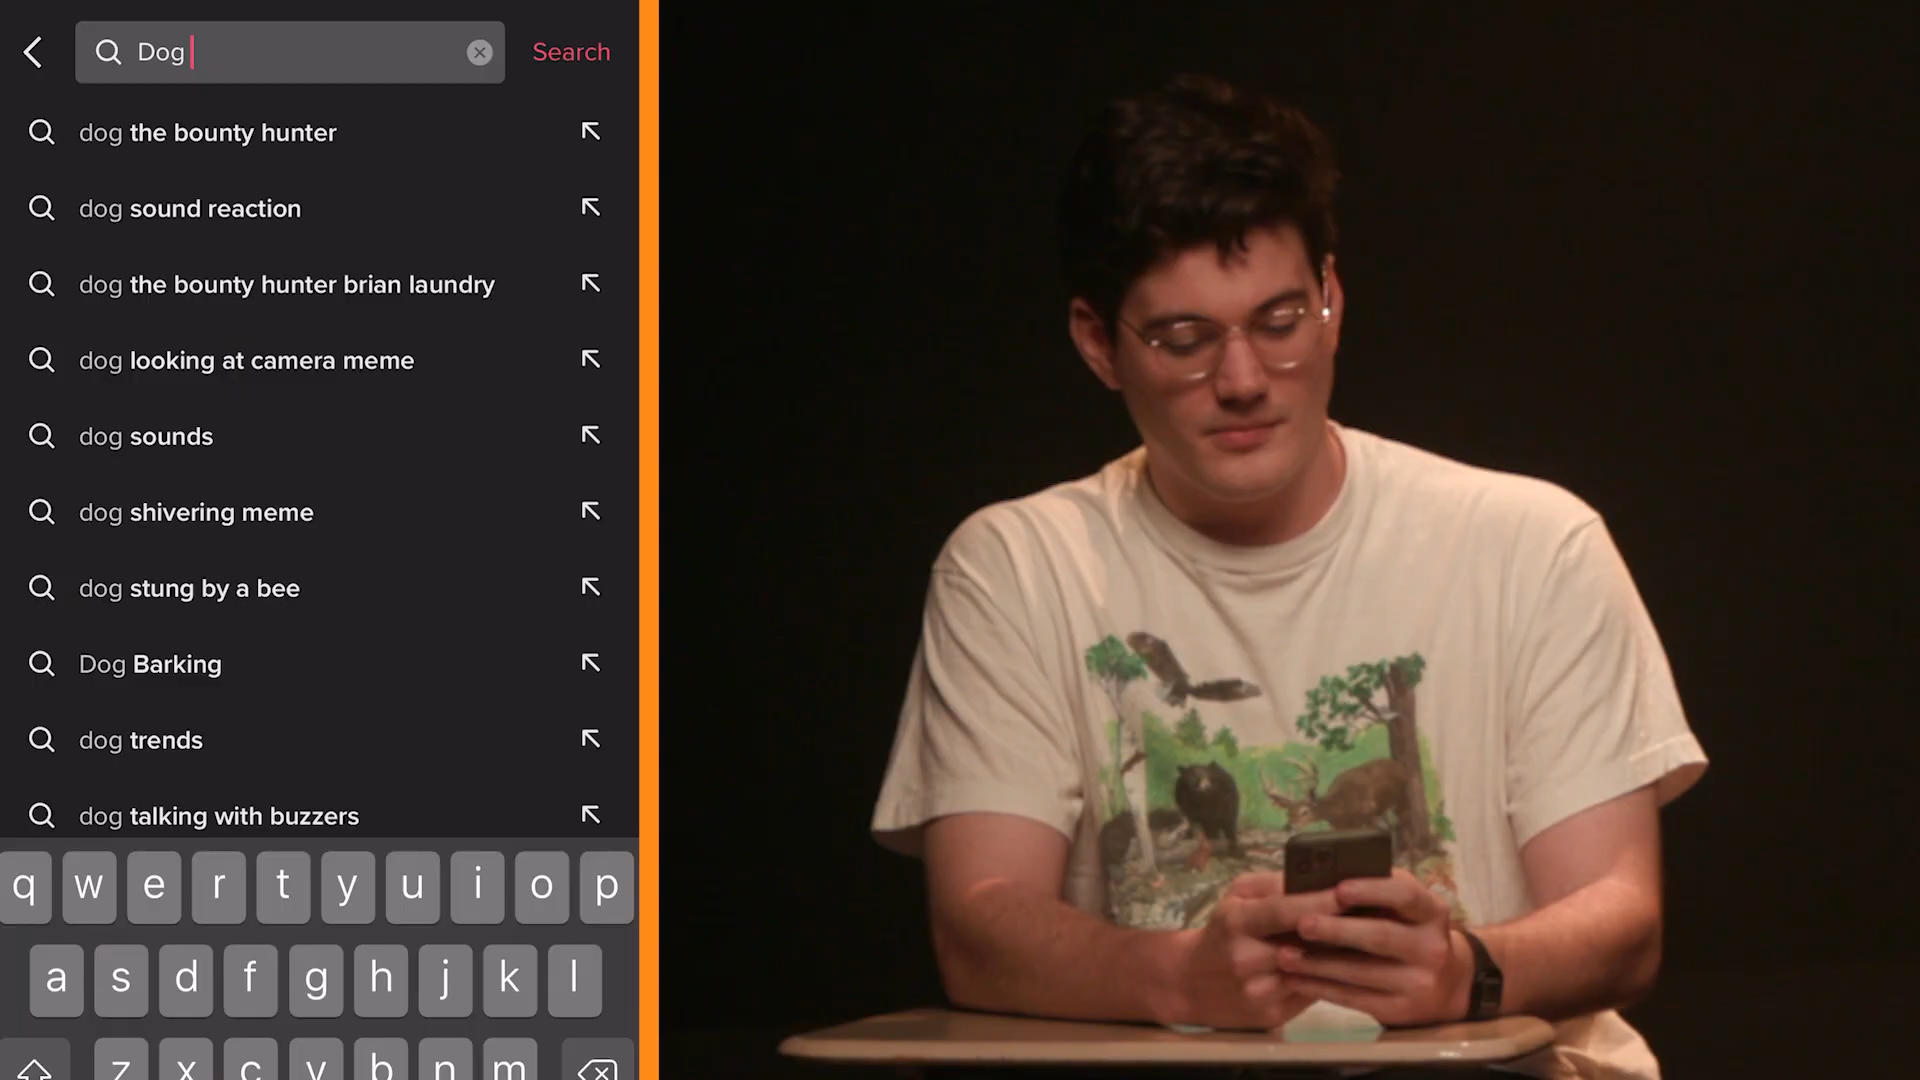 Dog
Search
dog the bounty hunter
dog sound reaction
dog the bounty hunter brian laundry
dog looking at camera meme
dog sounds
dog shivering meme
dog stung by a bee
Dog Barking
dog trends
dog talking with buzzers
q w e r t y u i o p
a s d f g h j k l
z x c v b n m